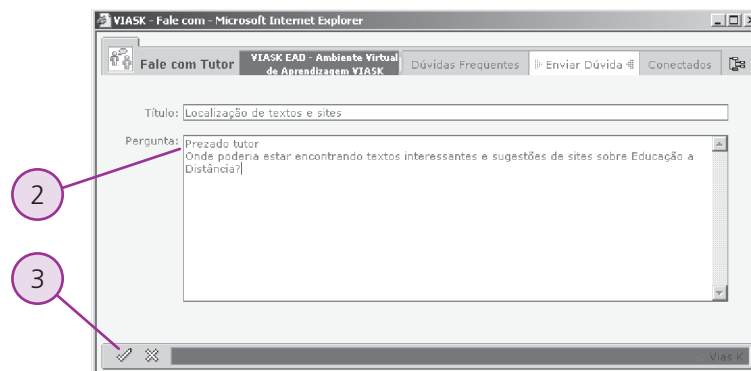 VIASK - Fale com - Microsoft Internet Explorer
Fale com Tutor
VIASK EAD - Ambiente Virtual
de Aprendizagem VIASK
Dúvidas Freqüentes
Enviar Dúvida
Conectados
Título: Localização de textos e sites
Pergunta: Prezado tutor
Onde poderia estar encontrando textos interessantes e sugestões de sites sobre Educação a
Distância?
2
3
Vias K